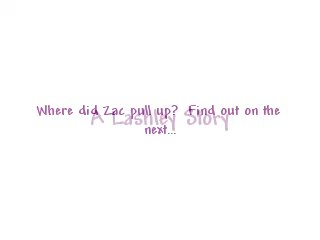 Where did Zac pull up? Find out on the
A Lashley Story
next...